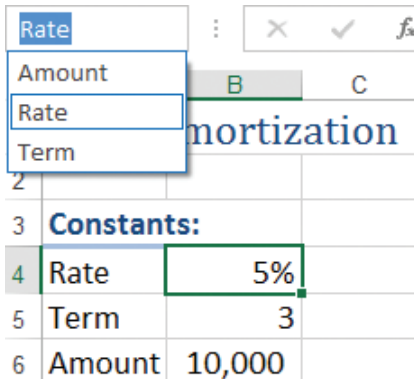 Rate
Amount
Rate
Term
B C
mortization
2
3 Constants:
4 Rate 5%
5 Term 3
6 Amount 10,000